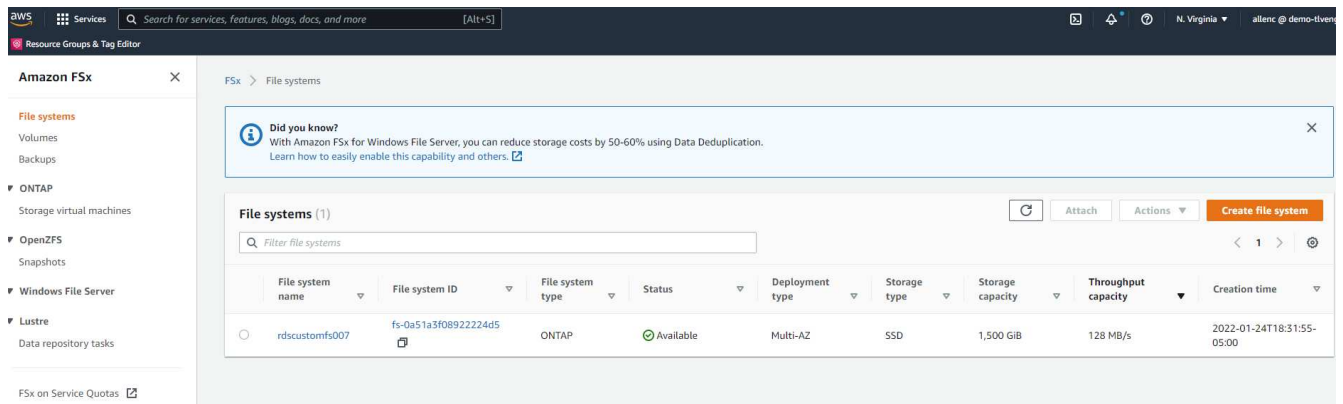 aws
Services
Search for services, features, blogs, docs, and more
[Alt+S]
N. Virginia ▼
allenc @ demo-tlveng
Resource Groups & Tag Editor
Amazon FSx
File systems
Volumes
Backups
ONTAP
Storage virtual machines
OpenZFS
Snapshots
Windows File Server
Lustre
Data repository tasks
FSx on Service Quotas
FSx > File systems
Did you know?
With Amazon FSx for Windows File Server, you can reduce storage costs by 50-60% using Data Deduplication.
Learn how to easily enable this capability and others.
File systems (1)
Attach
Actions ▼
Create file system
Filter file systems
< 1 >
File system name
File system ID
File system type
Status
Deployment type
Storage type
Storage capacity
Throughput capacity
Creation time
rdscustomfs007
fs-0a51a3f08922224d5
ONTAP
Available
Multi-AZ
SSD
1,500 GiB
128 MB/s
2022-01-24T18:31:55-
05:00